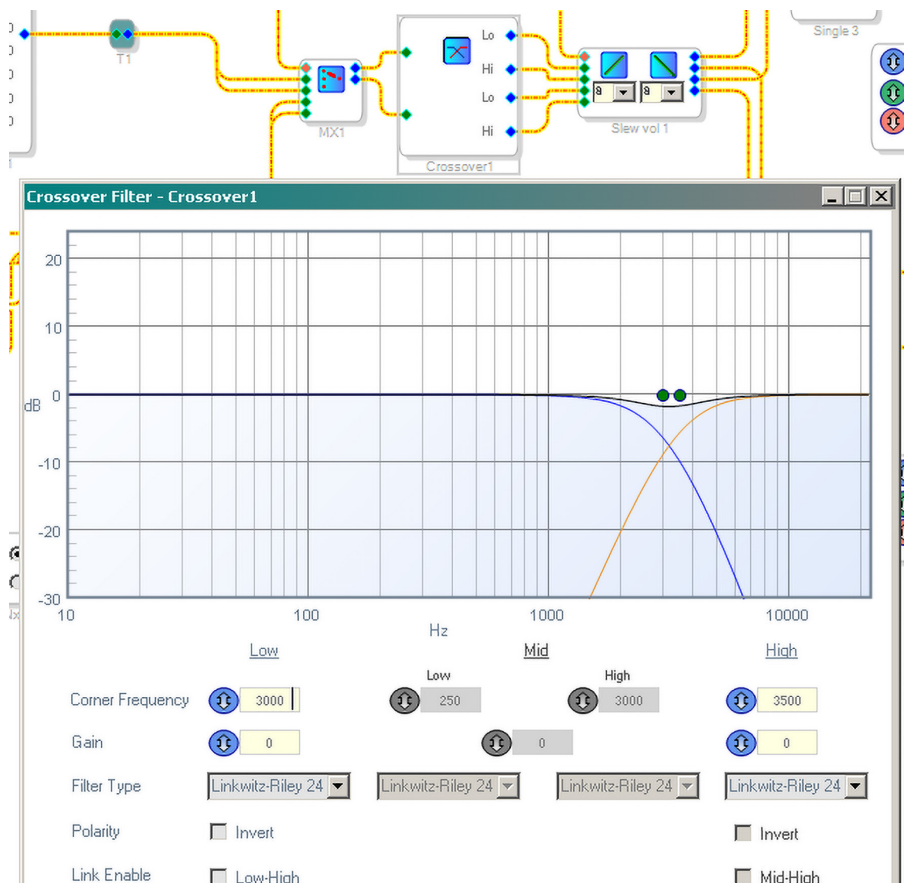 Single 3
T1
Lo
Hi
Lo
Hi
MX1
Crossover1
Slew vol 1
Crossover Filter - Crossover1
20
10
0
dB
-10
-20
-30
10
100
1000
10000
Hz
Low
Mid
High
Low
High
Corner Frequency
3000
250
3000
3500
Gain
0
0
0
Filter Type
Linkwitz-Riley 24
Linkwitz-Riley 24
Linkwitz-Riley 24
Linkwitz-Riley 24
Polarity
Invert
Invert
Link Enable
Low-High
Mid-High